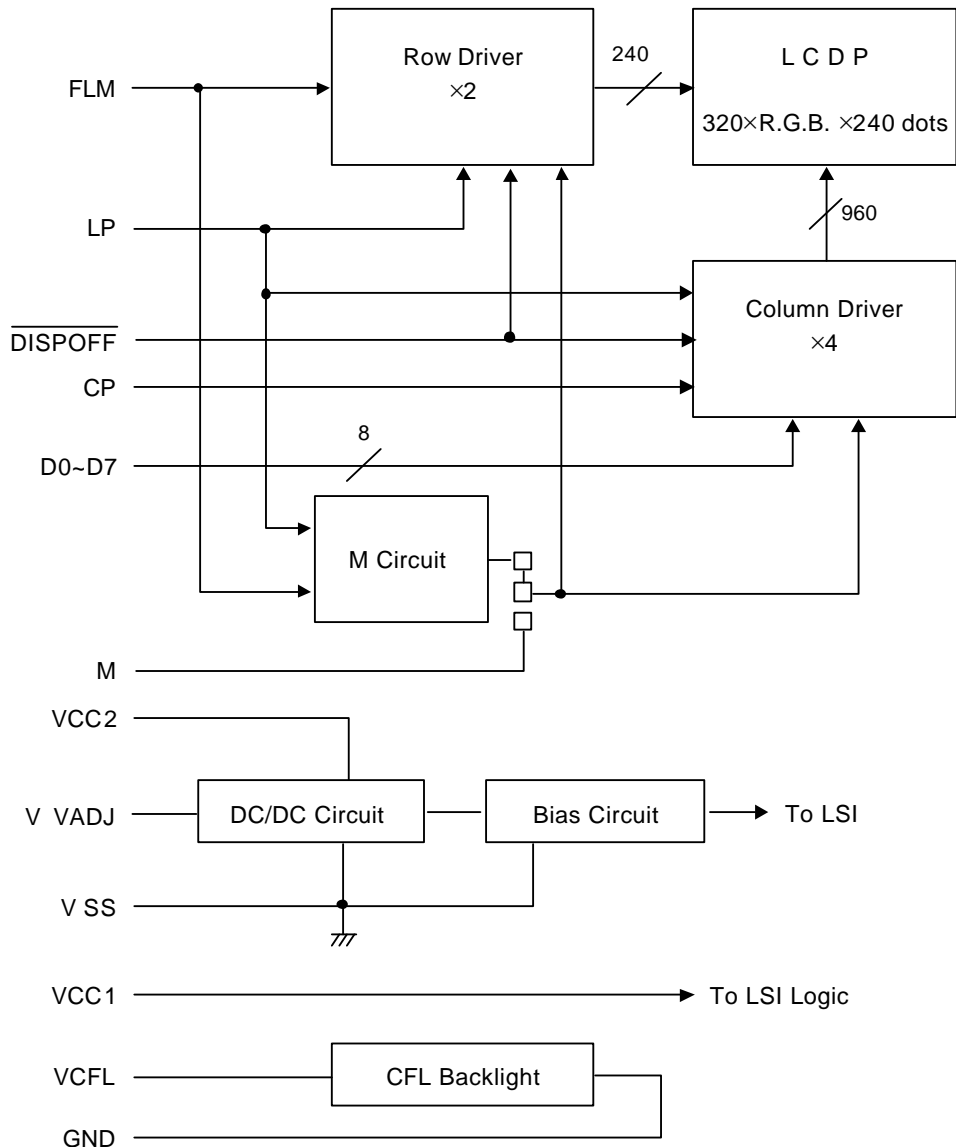 Row Driver
×2
240
L C D P
320×R.G.B. ×240 dots
FLM
LP
960
Column Driver
×4
DISPOFF
CP
8
D0~D7
M Circuit
M
VCC2
V VADJ
DC/DC Circuit
Bias Circuit
To LSI
V SS
VCC1
To LSI Logic
VCFL
CFL Backlight
GND